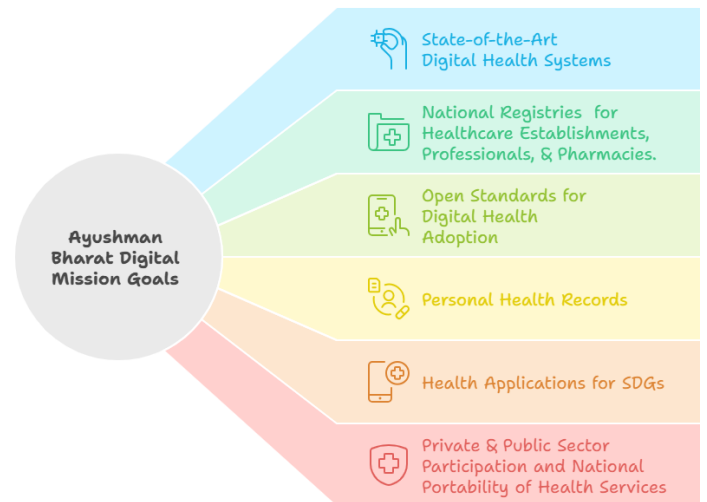 State-of-the-Art
Digital Health Systems
National Registries for
Healthcare Establishments,
Professionals, & Pharmacies.
Open Standards for
Digital Health
Adoption
Ayushman
Bharat Digital
Mission Goals
Personal Health Records
Health Applications for SDGs
Private & Public Sector
Participation and National
Portability of Health Services